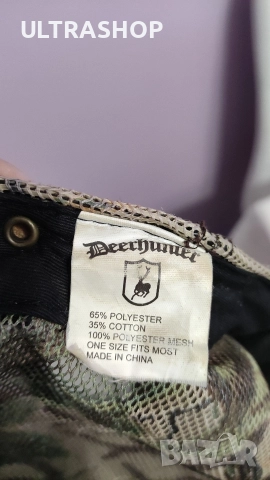 ULTRASHOP
Deerhunter
65% POLYESTER
35% COTTON
100% POLYESTER MESH
ONE SIZE FITS MOST
MADE IN CHINA
BAZAR